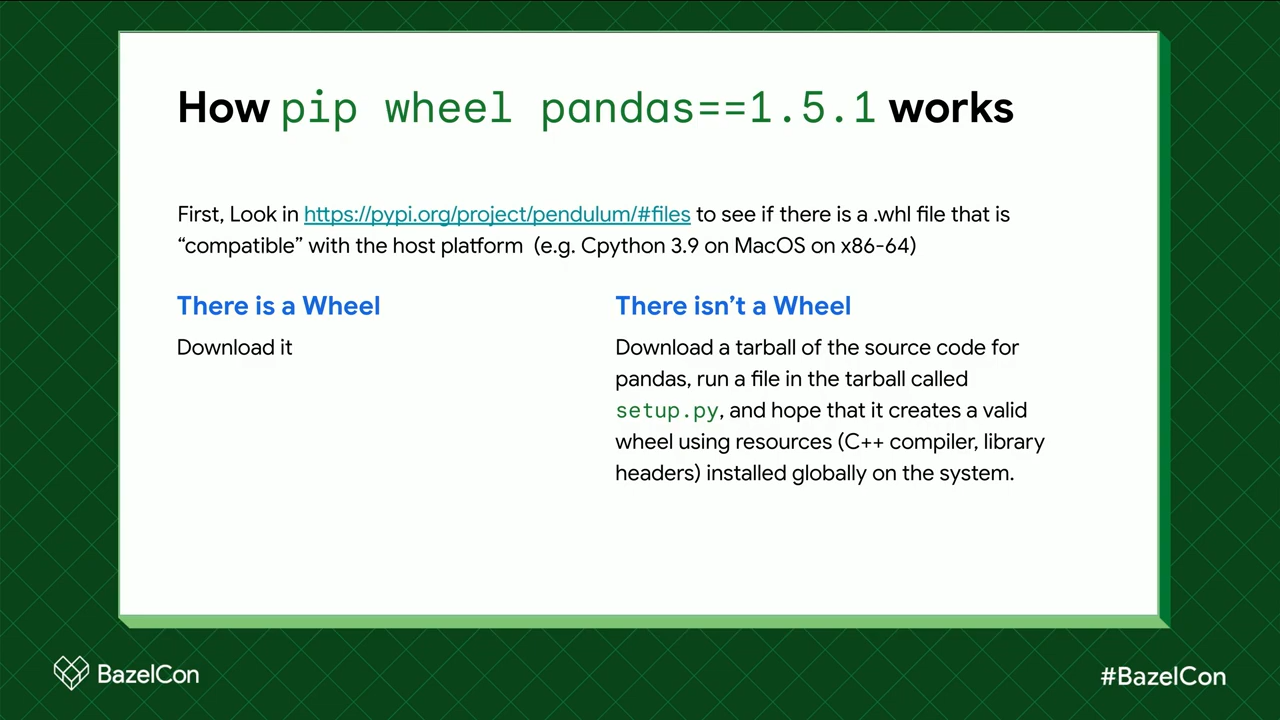 How pip wheel pandas==1.5.1 works
First, Look in https://pypi.org/project/pendulum/#files to see if there is a .whl file that is
“compatible” with the host platform (e.g. Cpython 3.9 on MacOS on x86-64)
There is a Wheel
Download it
There isn’t a Wheel
Download a tarball of the source code for
pandas, run a file in the tarball called
setup.py, and hope that it creates a valid
wheel using resources (C++ compiler, library
headers) installed globally on the system.
BazelCon
#BazelCon